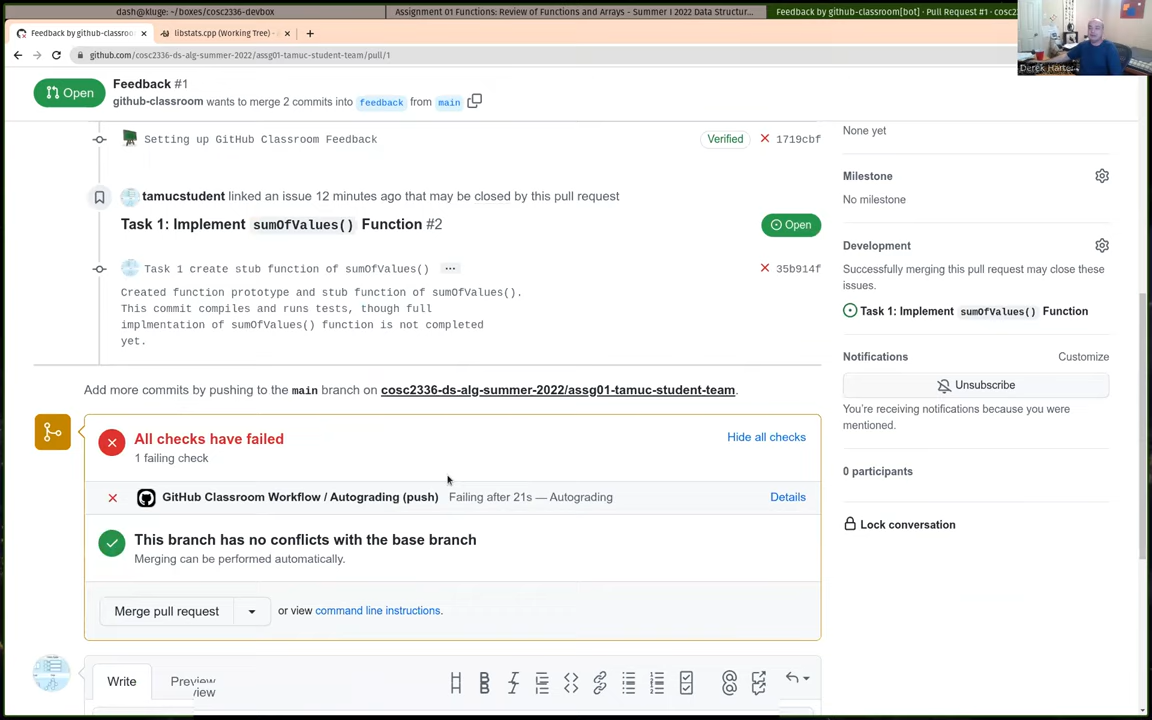 dash@kluge: ~/boxes/cosc2336-devbox
Assignment 01 Functions: Review of Functions and Arrays - Summer I 2022 Data Structur...
Feedback by github-classroom[bot] · Pull Request #1 · cosc2
Feedback by github-classroo
libstats.cpp (Working Tree) -
github.com/cosc2336-ds-alg-summer-2022/assg01-tamuc-student-team/pull/1
Derek Harter
Open
Feedback #1
github-classroom wants to merge 2 commits into feedback from main
Setting up GitHub Classroom Feedback
Verified
1719cbf
tamucstudent linked an issue 12 minutes ago that may be closed by this pull request
Task 1: Implement sumOfValues() Function #2
Open
Task 1 create stub function of sumOfValues() ...
35b914f
Created function prototype and stub function of sumOfValues().
This commit compiles and runs tests, though full
implmentation of sumOfValues() function is not completed
yet.
Add more commits by pushing to the main branch on cosc2336-ds-alg-summer-2022/assg01-tamuc-student-team.
All checks have failed
1 failing check
Hide all checks
GitHub Classroom Workflow / Autograding (push) Failing after 21s — Autograding
Details
This branch has no conflicts with the base branch
Merging can be performed automatically.
Merge pull request
or view command line instructions.
Write
Preview
view
None yet
Milestone
No milestone
Development
Successfully merging this pull request may close these
issues.
Task 1: Implement sumOfValues() Function
Notifications
Customize
Unsubscribe
You're receiving notifications because you were
mentioned.
0 participants
Lock conversation